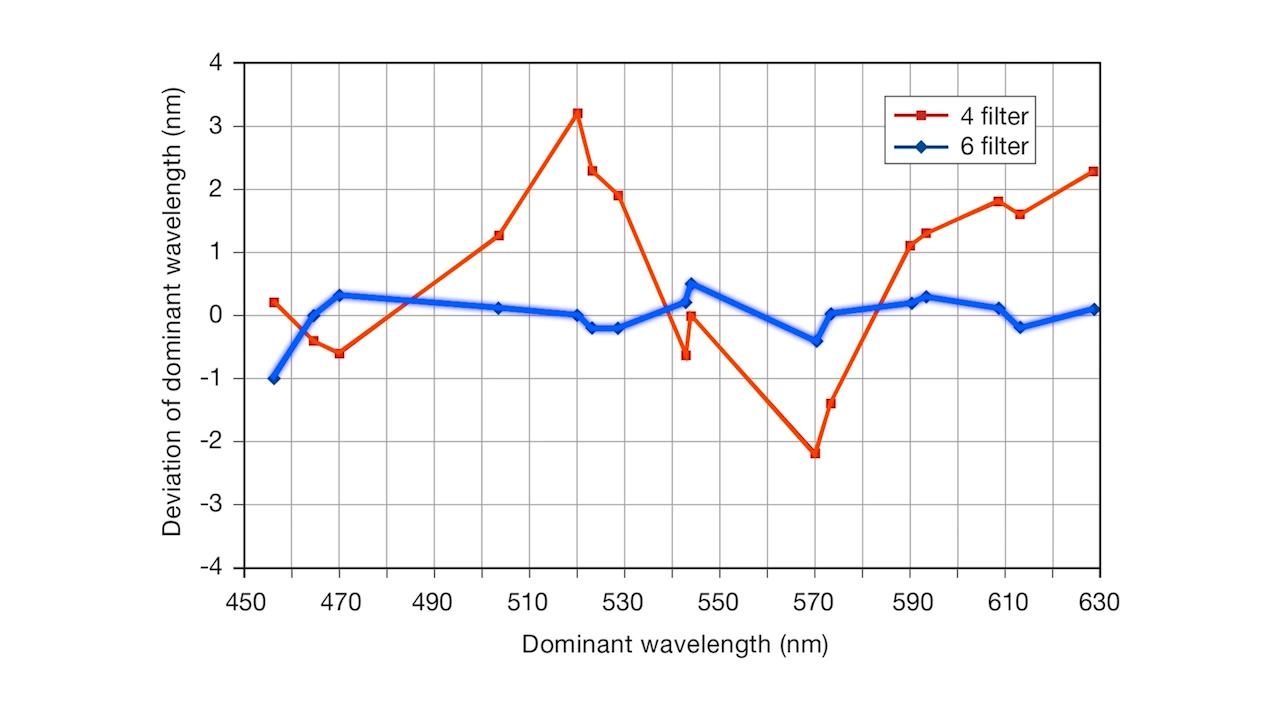 4
3
2
1
0
-1
-2
-3
-4
Deviation of dominant wavelength (nm)
4 filter
6 filter
450 470 490 510 530 550 570 590 610 630
Dominant wavelength (nm)